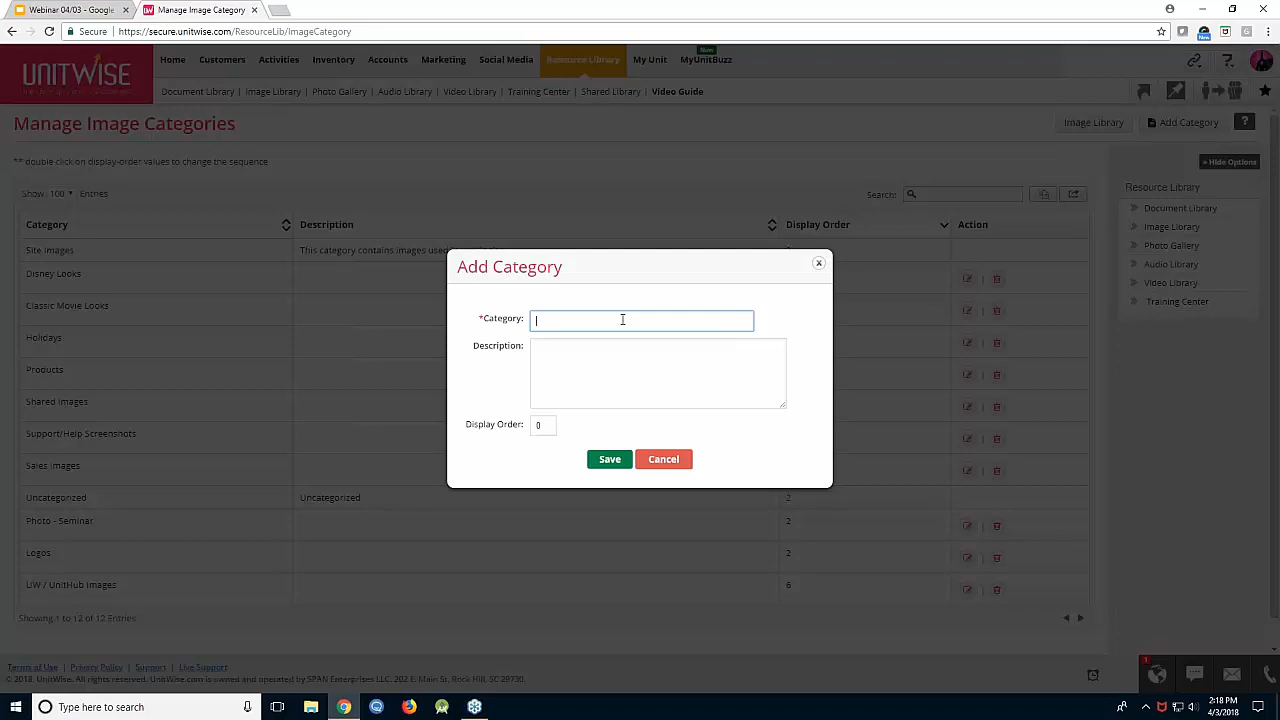 Webinar 04/03 - Google
Manage Image Category
Secure https://secure.unitwise.com/ResourceLib/ImageCategory
New
UNITWISE
Home Customers Activities Inventory Accounts Marketing Social Media Resource Library My Unit MyUnitBuzz
New
Document Library Image Library Photo Gallery Audio Library Video Library Training Center Shared Library Video Guide
Manage Image Categories
Image Library Add Category ?
** double click on display-order values to change the sequence
» Hide Options
Show 100 Entries Search:
Resource Library
Document Library
Image Library
Photo Gallery
Audio Library
Video Library
Training Center
Category Description Display Order Action
Site Images This category contains images used
Disney Looks
Classic Movie Looks
Holidays
Products
Shared Images
Support/Help Screenshots
Sales Images
Uncategorized Uncategorized 2
Photo - Seminar 2
Logos 2
UW / UnitHub Images 6
Showing 1 to 12 of 12 Entries
Add Category
x
*Category:
Description:
Display Order: 0
Save Cancel
Terms of Use | Privacy Policy | Support | Live Support
© 2018. All rights reserved. UnitWise.com is owned and operated by SPAN Enterprises LLC. 202 E. Main St, Rock Hill, SC 29730.
1
Type here to search
2:18 PM
4/3/2018